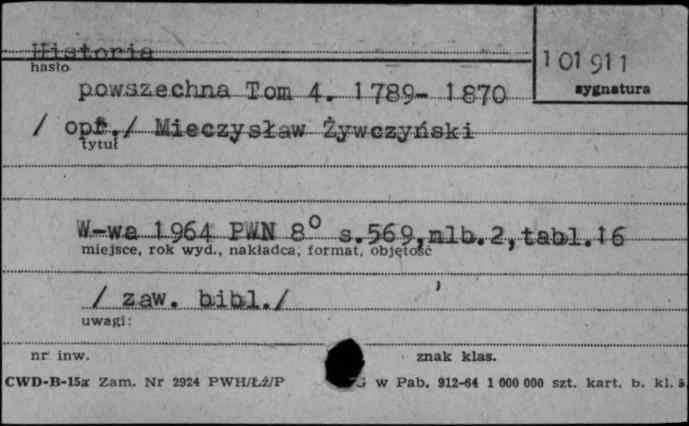 Historia
hasło
101911
sygnatura
powszechna Tom 4. 1789- 1870
/ opr./ Mieczysław Żywczyński
tytuł
W-wa 1964 PWN 8° s.569,nlb.2,tabl.16
miejsce, rok wyd., nakładca, format, objętość
/ zaw. bibl./
uwagi:
nr inw.
znak klas.
CWD-B-15a Zam. Nr 2924 PWH/Łż/P G w Pab. 912-64 1 000 000 szt. kart. b. kl.